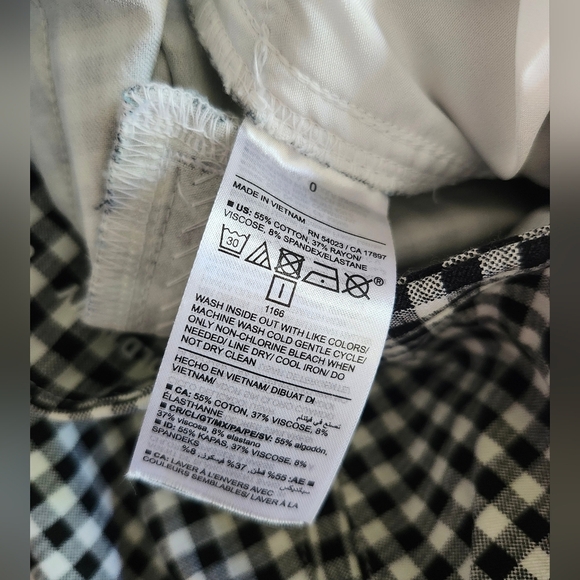 0
MADE IN VIETNAM RN 54023 / CA 17897
■ US: 55% COTTON, 37% RAYON/
VISCOSE, 8% SPANDEX/ELASTANE
30
®
1166
WASH INSIDE OUT WITH LIKE COLORS/
MACHINE WASH COLD GENTLE CYCLE/
ONLY NON-CHLORINE BLEACH WHEN
NEEDED/ LINE DRY/ COOL IRON/ DO
NOT DRY CLEAN
HECHO EN VIETNAM/ DIBUAT DI
VIETNAM/
■ CA: 55% COTON, 37% VISCOSE, 8%
ÉLASTHANNE
■ CR/CL/GT/MX/PA/PE/SV: 55% algodón,
37% viscosa, 8% elastano
■ ID: 55% KAPAS, 37% VISCOSE, 8%
SPANDEKS
■ CA: LAVER À L'ENVERS AVEC
COULEURS SEMBLABLES/ LAVER À LA